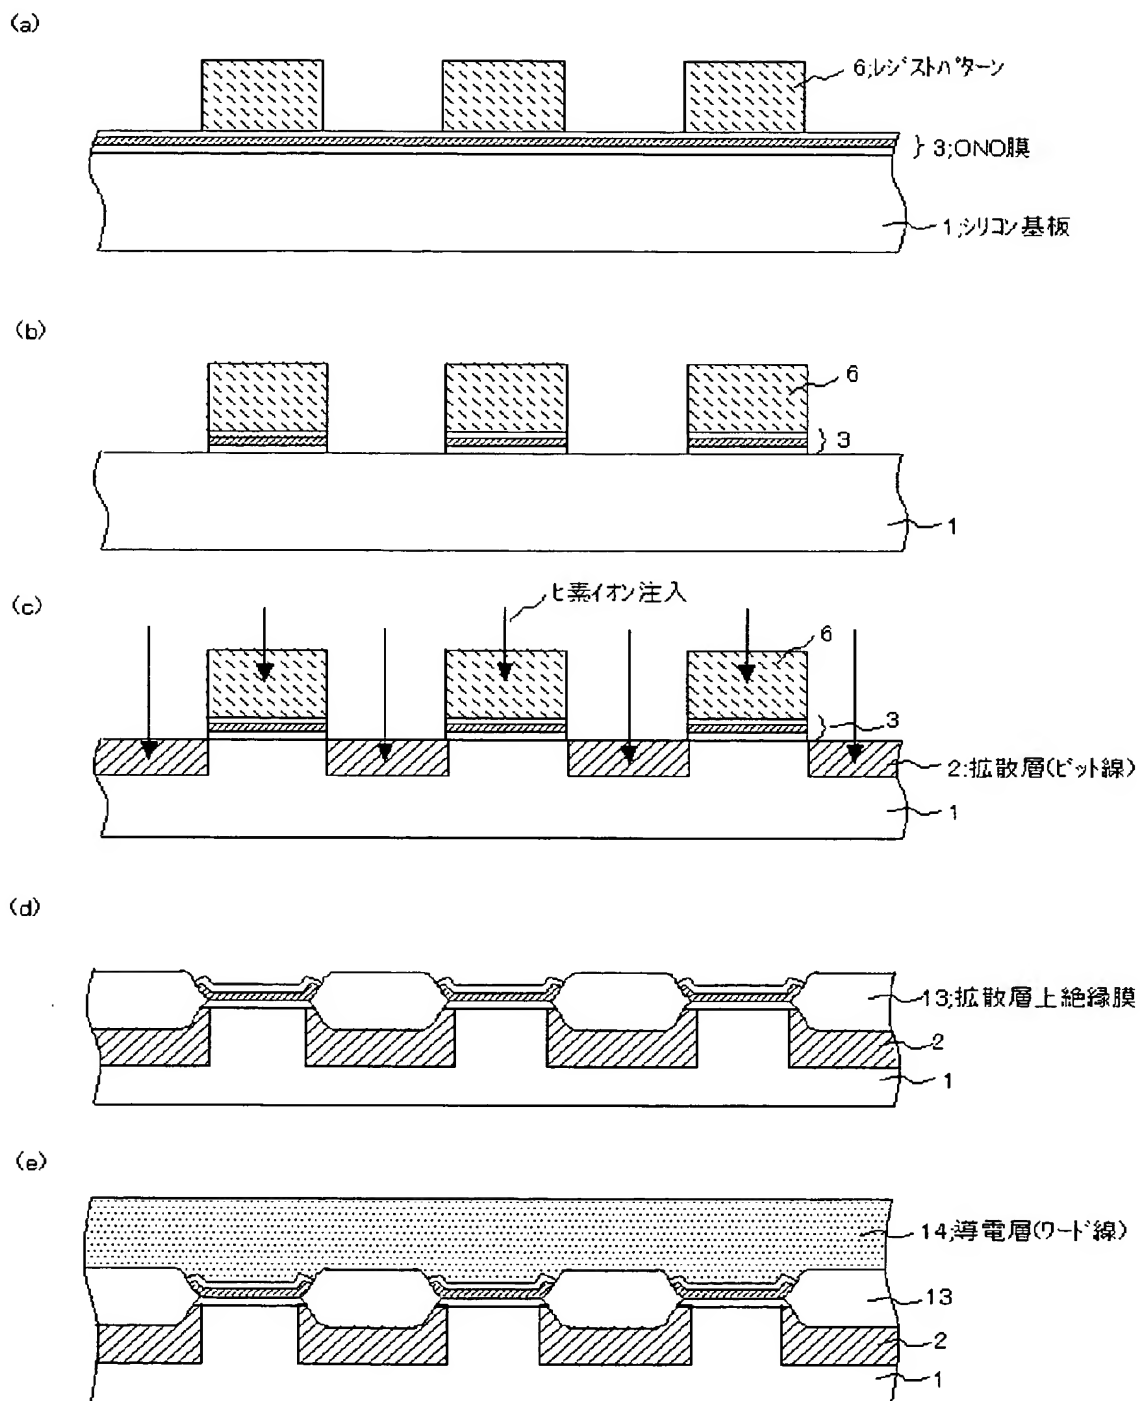 (a)
6;レジストパターン
3;ONO膜
1;シリコン基板
(b)
6
3
1
(c)
ヒ素イオン注入
6
3
2:拡散層(ビット線)
1
(d)
13;拡散層上絶縁膜
2
1
(e)
14;導電層(ワード線)
13
2
1